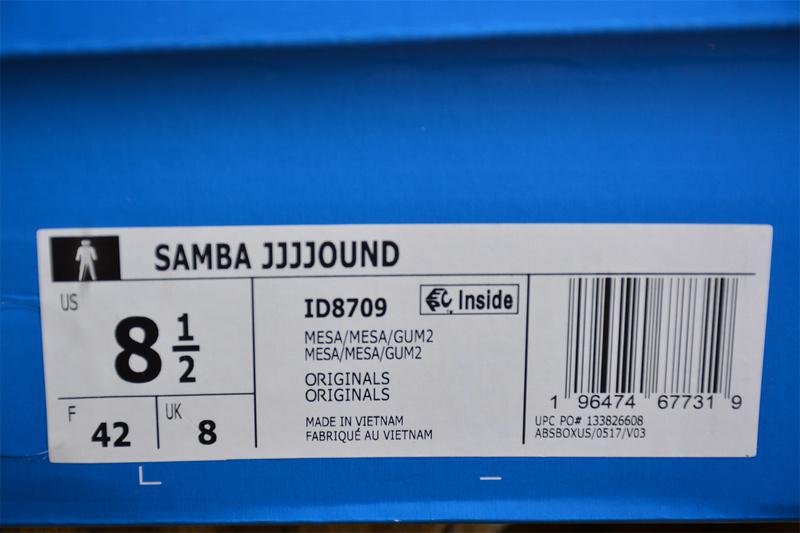 SAMBA JJJJOUND
US
8 1/2
F
42
UK
8
ID8709
Inside
MESA/MESA/GUM2
MESA/MESA/GUM2
ORIGINALS
ORIGINALS
MADE IN VIETNAM
FABRIQUÉ AU VIETNAM
1 96474 67731 9
UPC PO# 133826608
ABSBOXUS/0517/V03